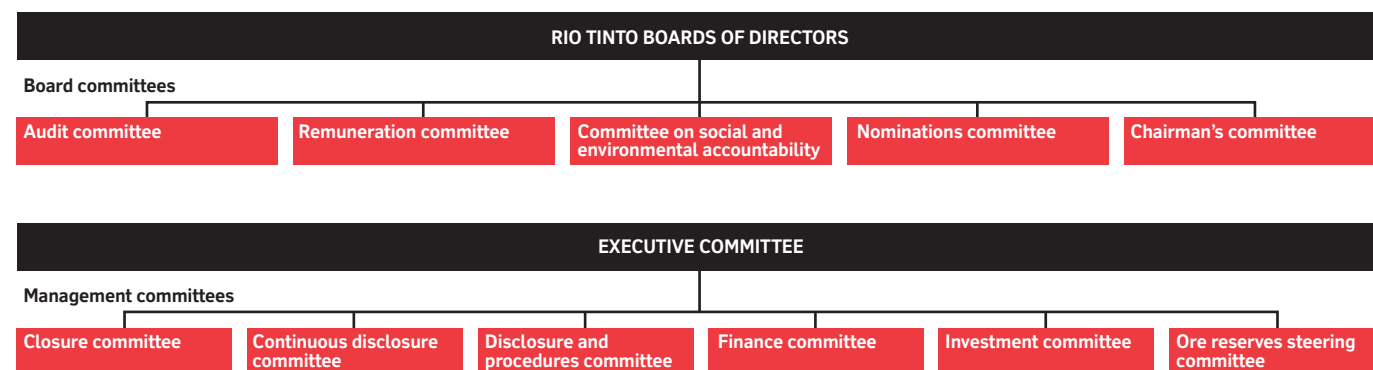 RIO TINTO BOARDS OF DIRECTORS
Board committees
Audit committee
Remuneration committee
Committee on social and
environmental accountability
Nominations committee
Chairman’s committee
EXECUTIVE COMMITTEE
Management committees
Closure committee
Continuous disclosure
committee
Disclosure and
procedures committee
Finance committee
Investment committee
Ore reserves steering
committee